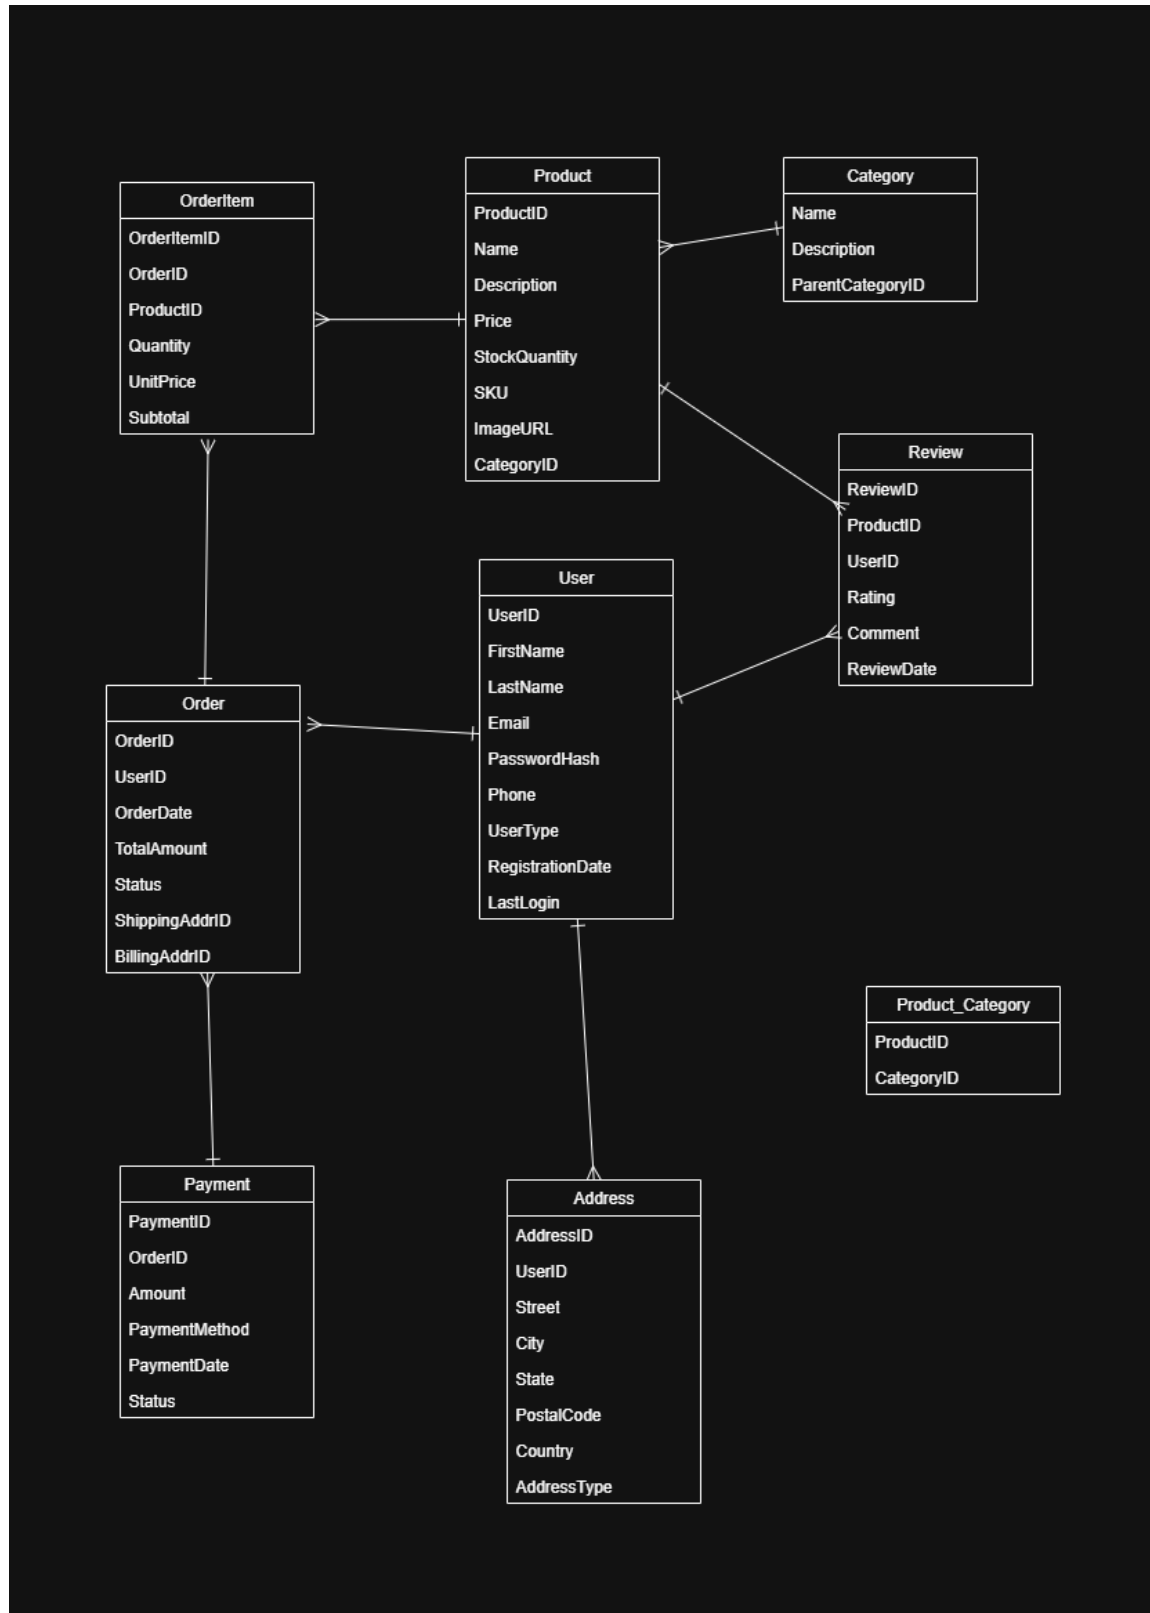 OrderItem
OrderItemID
OrderID
ProductID
Quantity
UnitPrice
Subtotal
Product
ProductID
Name
Description
Price
StockQuantity
SKU
ImageURL
CategoryID
Category
Name
Description
ParentCategoryID
Review
ReviewID
ProductID
UserID
Rating
Comment
ReviewDate
User
UserID
FirstName
LastName
Email
PasswordHash
Phone
UserType
RegistrationDate
LastLogin
Order
OrderID
UserID
OrderDate
TotalAmount
Status
ShippingAddrID
BillingAddrID
Product_Category
ProductID
CategoryID
Payment
PaymentID
OrderID
Amount
PaymentMethod
PaymentDate
Status
Address
AddressID
UserID
Street
City
State
PostalCode
Country
AddressType